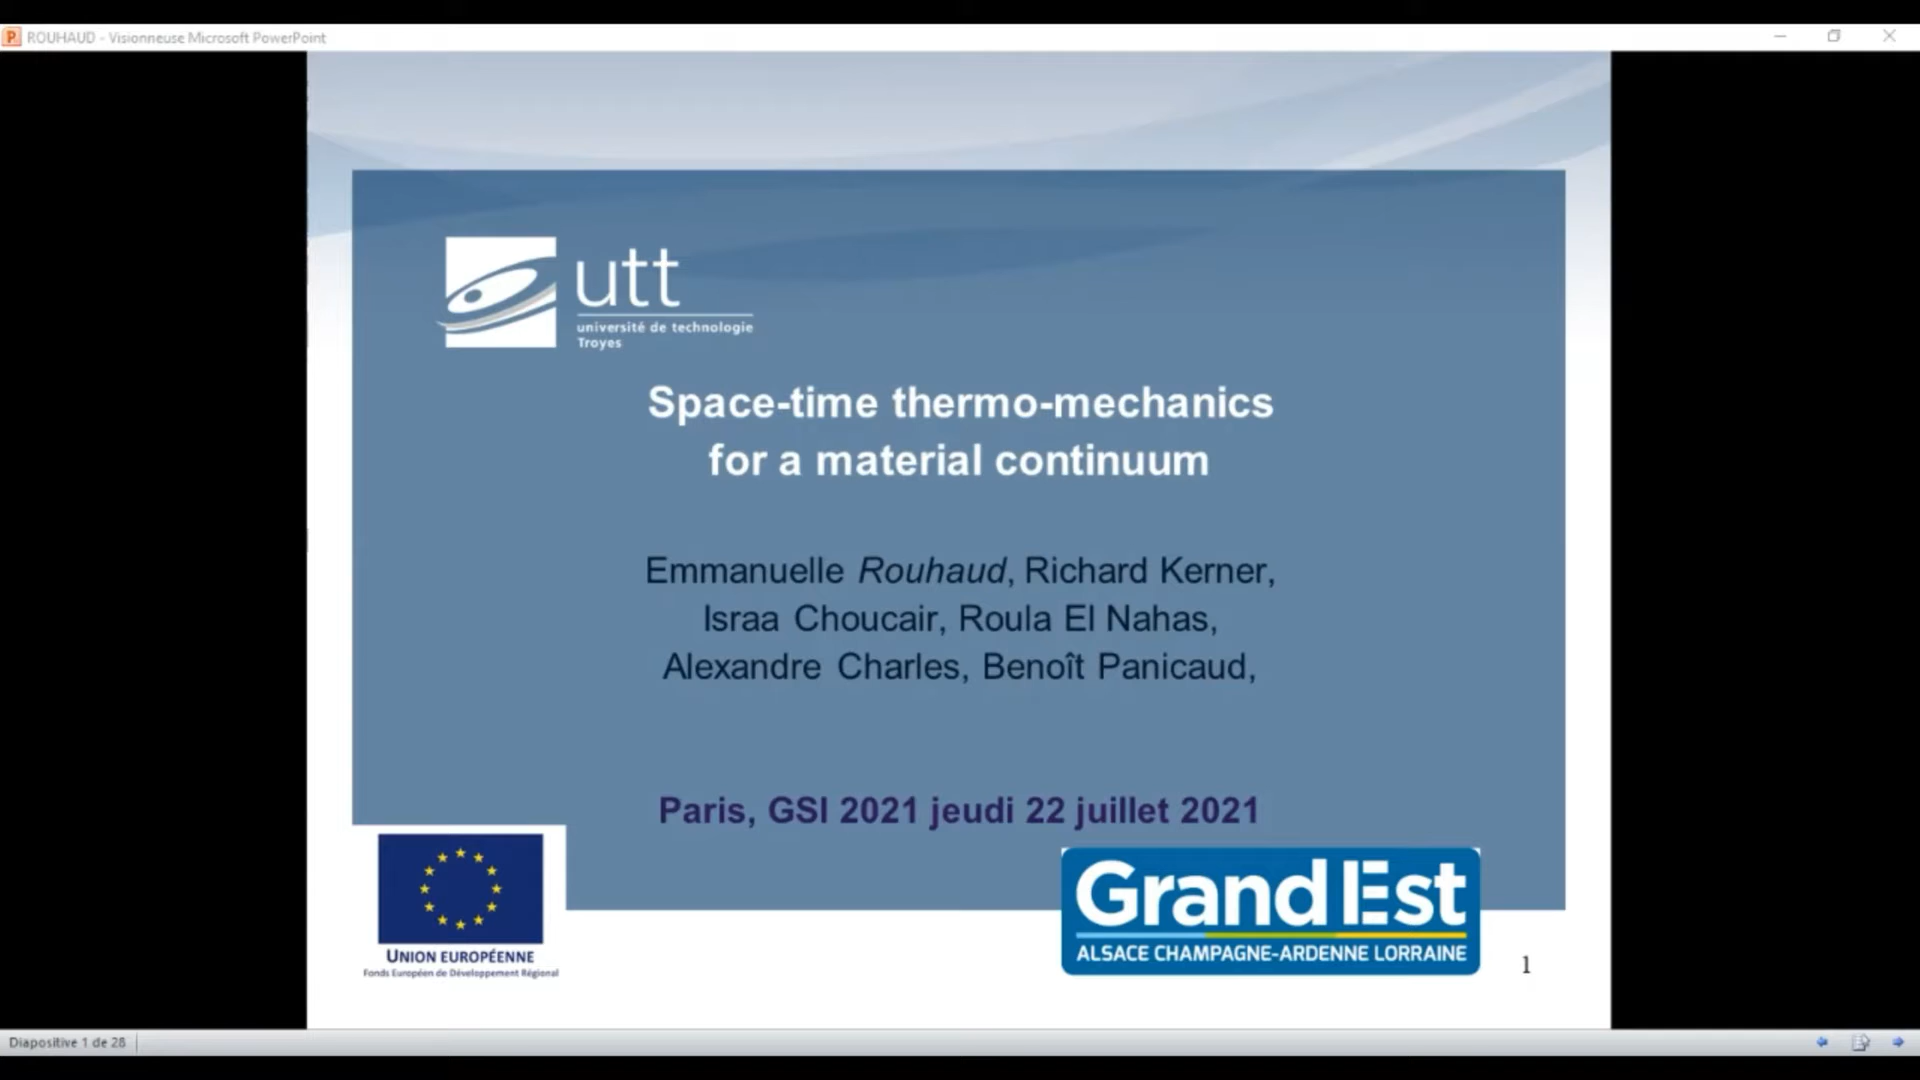 ROUHAUD - Visionneuse Microsoft PowerPoint
utt
université de technologie
Troyes
Space-time thermo-mechanics
for a material continuum
Emmanuelle Rouhaud, Richard Kerner,
Israa Choucair, Roula El Nahas,
Alexandre Charles, Benoît Panicaud,
Paris, GSI 2021 jeudi 22 juillet 2021
UNION EUROPÉENNE
Fonds Européen de Développement Régional
Grand Est
ALSACE CHAMPAGNE-ARDENNE LORRAINE
1
Diapositive 1 de 28